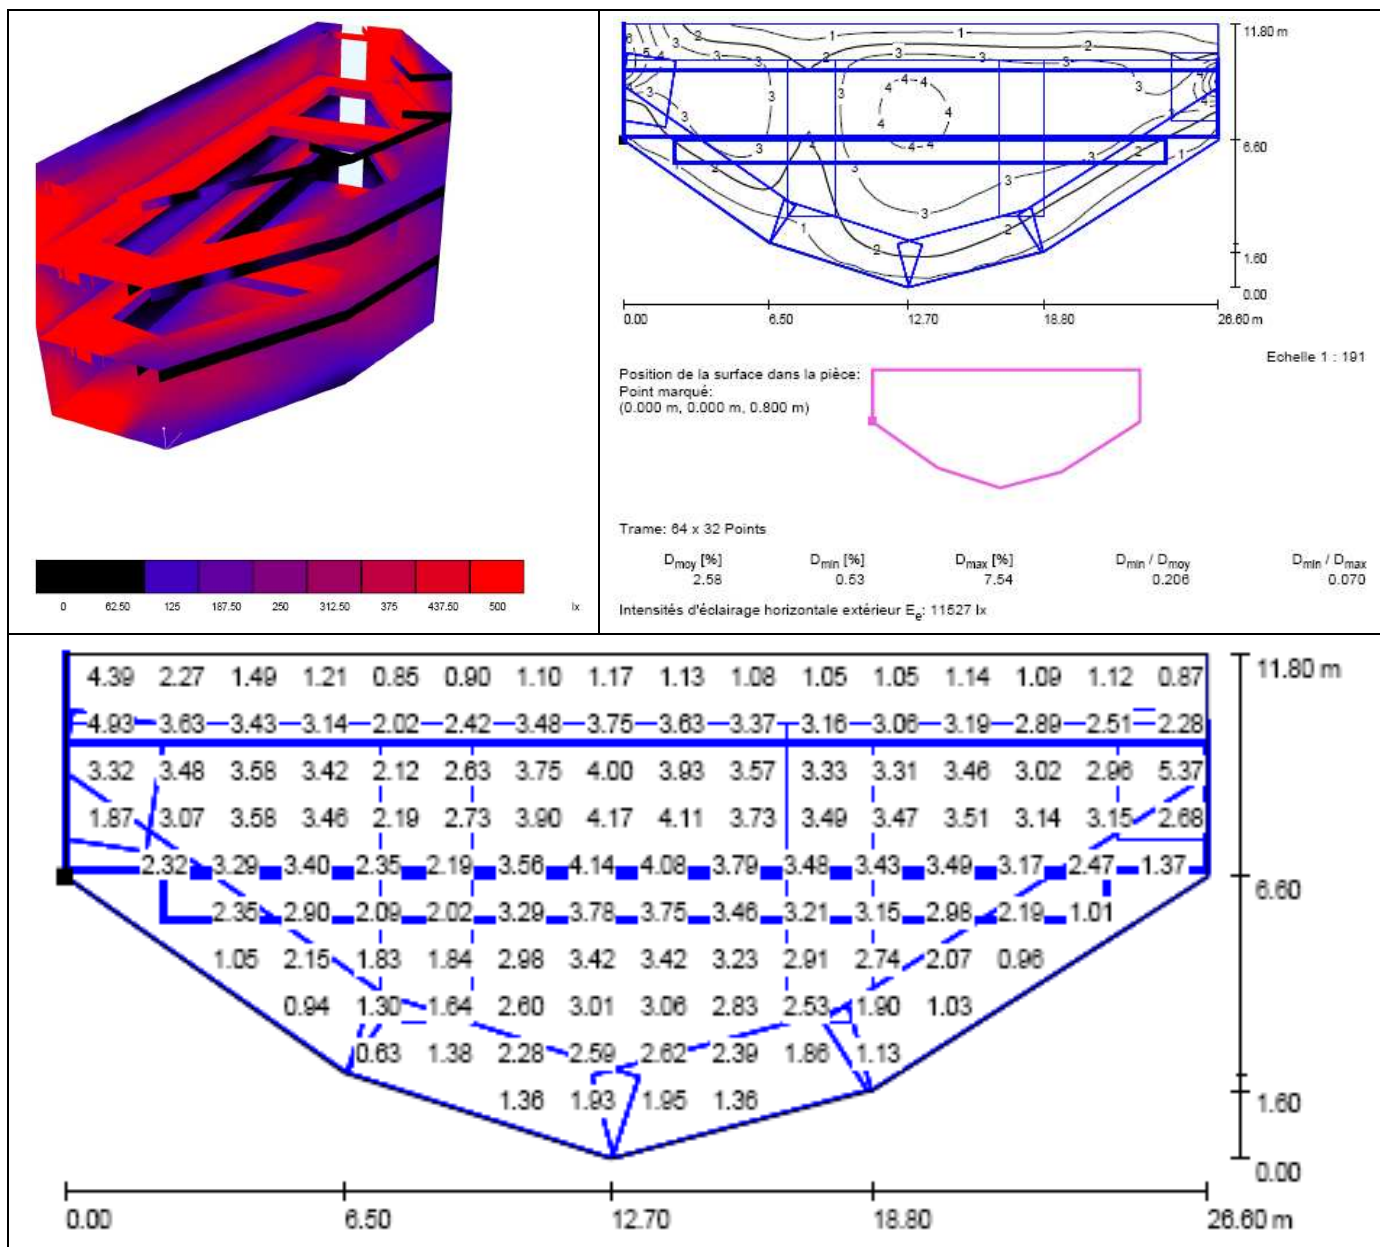 0 62.50 125 187.50 250 312.50 375 437.50 500 lx
11.80 m
6.60
1.60
0.00
0.00 6.50 12.70 18.80 26.60 m
Echelle 1 : 191
Position de la surface dans la pièce:
Point marqué:
(0.000 m, 0.000 m, 0.800 m)
Trame: 64 x 32 Points
Dmoy [%] Dmin [%] Dmax [%] Dmin / Dmoy Dmin / Dmax
2.58 0.63 7.54 0.206 0.070
Intensités d'éclairage horizontale extérieur Ee: 11527 lx
4.39 2.27 1.49 1.21 0.85 0.90 1.10 1.17 1.13 1.08 1.05 1.05 1.14 1.09 1.12 0.87
4.93 3.63 3.43 3.14 2.02 2.42 3.48 3.75 3.63 3.37 3.16 3.06 3.19 2.89 2.51 2.28
3.32 3.48 3.58 3.42 2.12 2.63 3.75 4.00 3.93 3.57 3.33 3.31 3.46 3.02 2.96 5.37
1.87 3.07 3.58 3.46 2.19 2.73 3.90 4.17 4.11 3.73 3.49 3.47 3.51 3.14 3.15 2.68
2.32 3.29 3.40 2.35 2.19 3.56 4.14 4.08 3.79 3.48 3.43 3.49 3.17 2.47 1.37
2.35 2.90 2.09 2.02 3.29 3.78 3.75 3.46 3.21 3.15 2.98 2.19 1.01
1.05 2.15 1.83 1.84 2.98 3.42 3.42 3.23 2.91 2.74 2.07 0.96
0.94 1.30 1.64 2.60 3.01 3.06 2.83 2.53 1.90 1.03
0.63 1.38 2.28 2.59 2.62 2.39 1.86 1.13
1.36 1.93 1.95 1.36
11.80 m
6.60
1.60
0.00
0.00 6.50 12.70 18.80 26.60 m